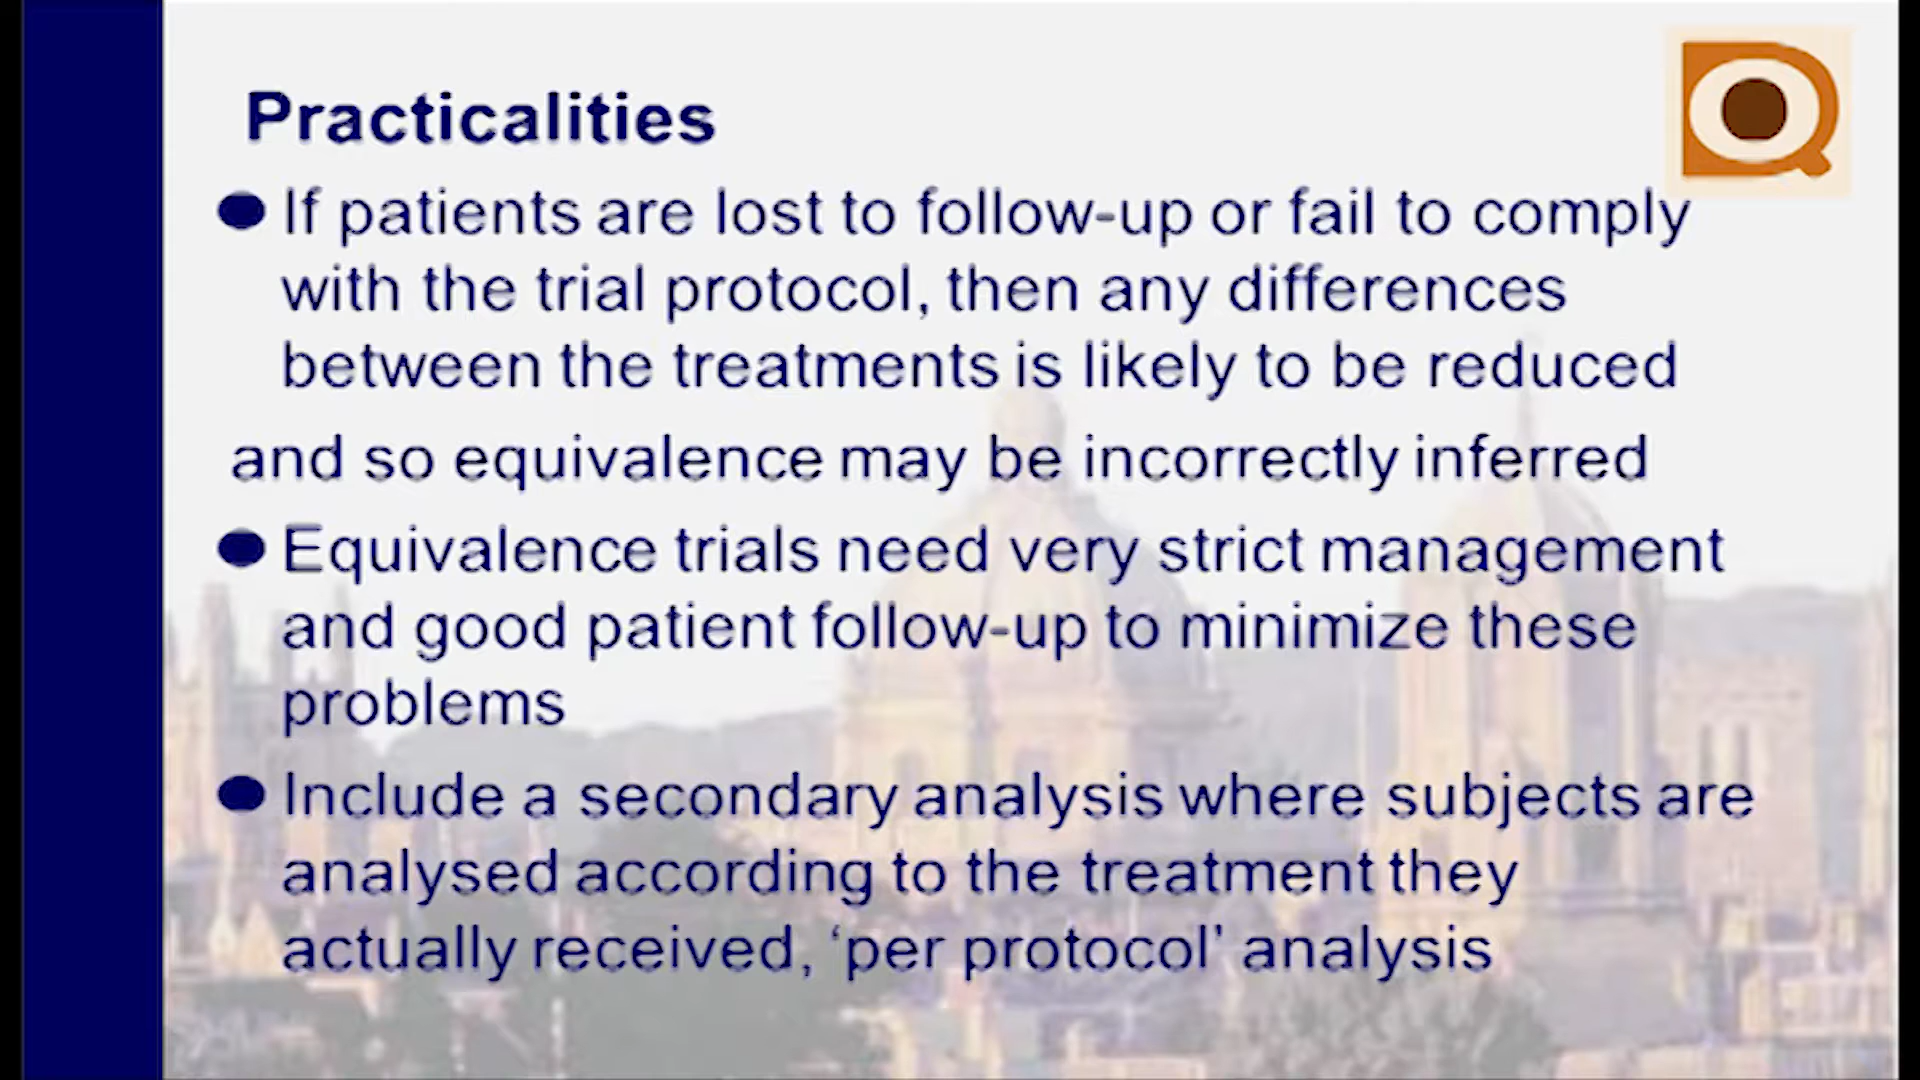 Practicalities
If patients are lost to follow-up or fail to comply
with the trial protocol, then any differences
between the treatments is likely to be reduced
and so equivalence may be incorrectly inferred
Equivalence trials need very strict management
and good patient follow-up to minimize these
problems
Include a secondary analysis where subjects are
analysed according to the treatment they
actually received, ‘per protocol’ analysis